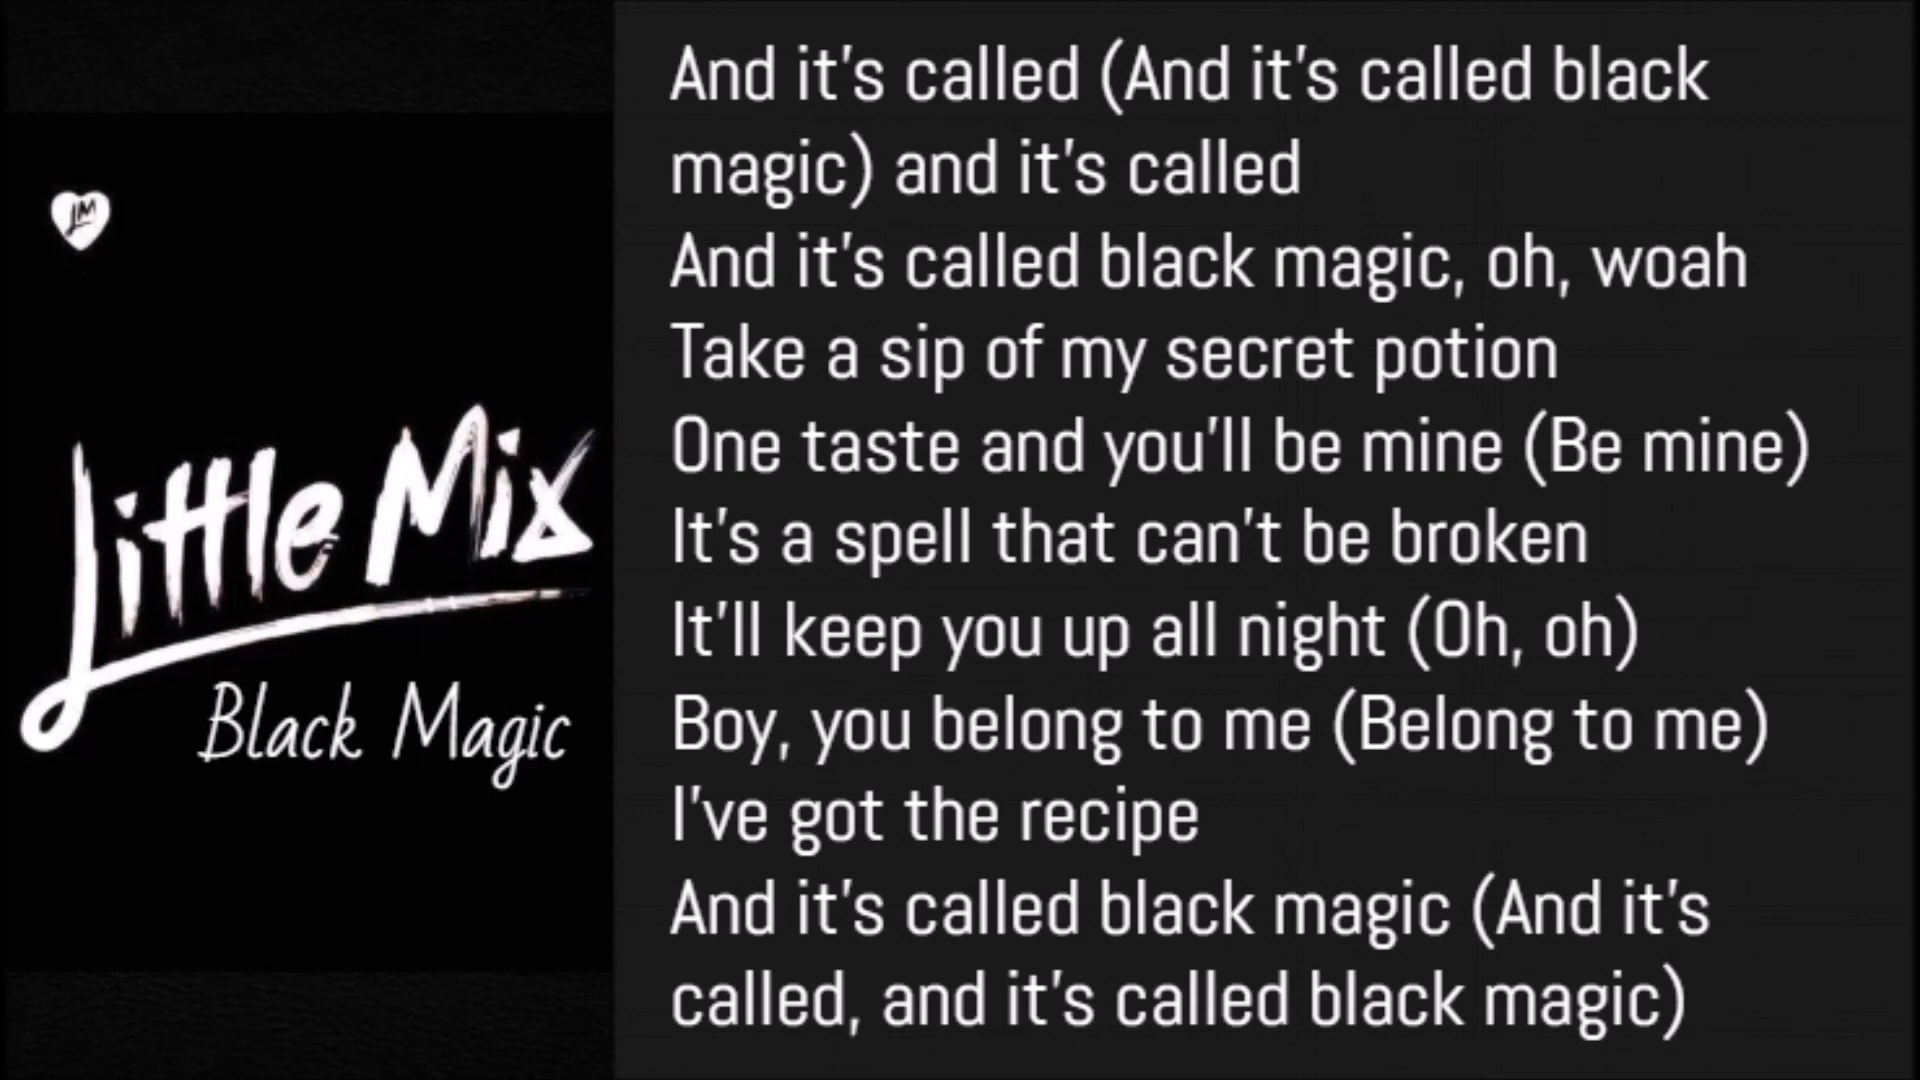 LM
Little Mix
Black Magic
And it's called (And it's called black
magic) and it's called
And it's called black magic, oh, woah
Take a sip of my secret potion
One taste and you'll be mine (Be mine)
It's a spell that can't be broken
It'll keep you up all night (Oh, oh)
Boy, you belong to me (Belong to me)
I've got the recipe
And it's called black magic (And it's
called, and it's called black magic)